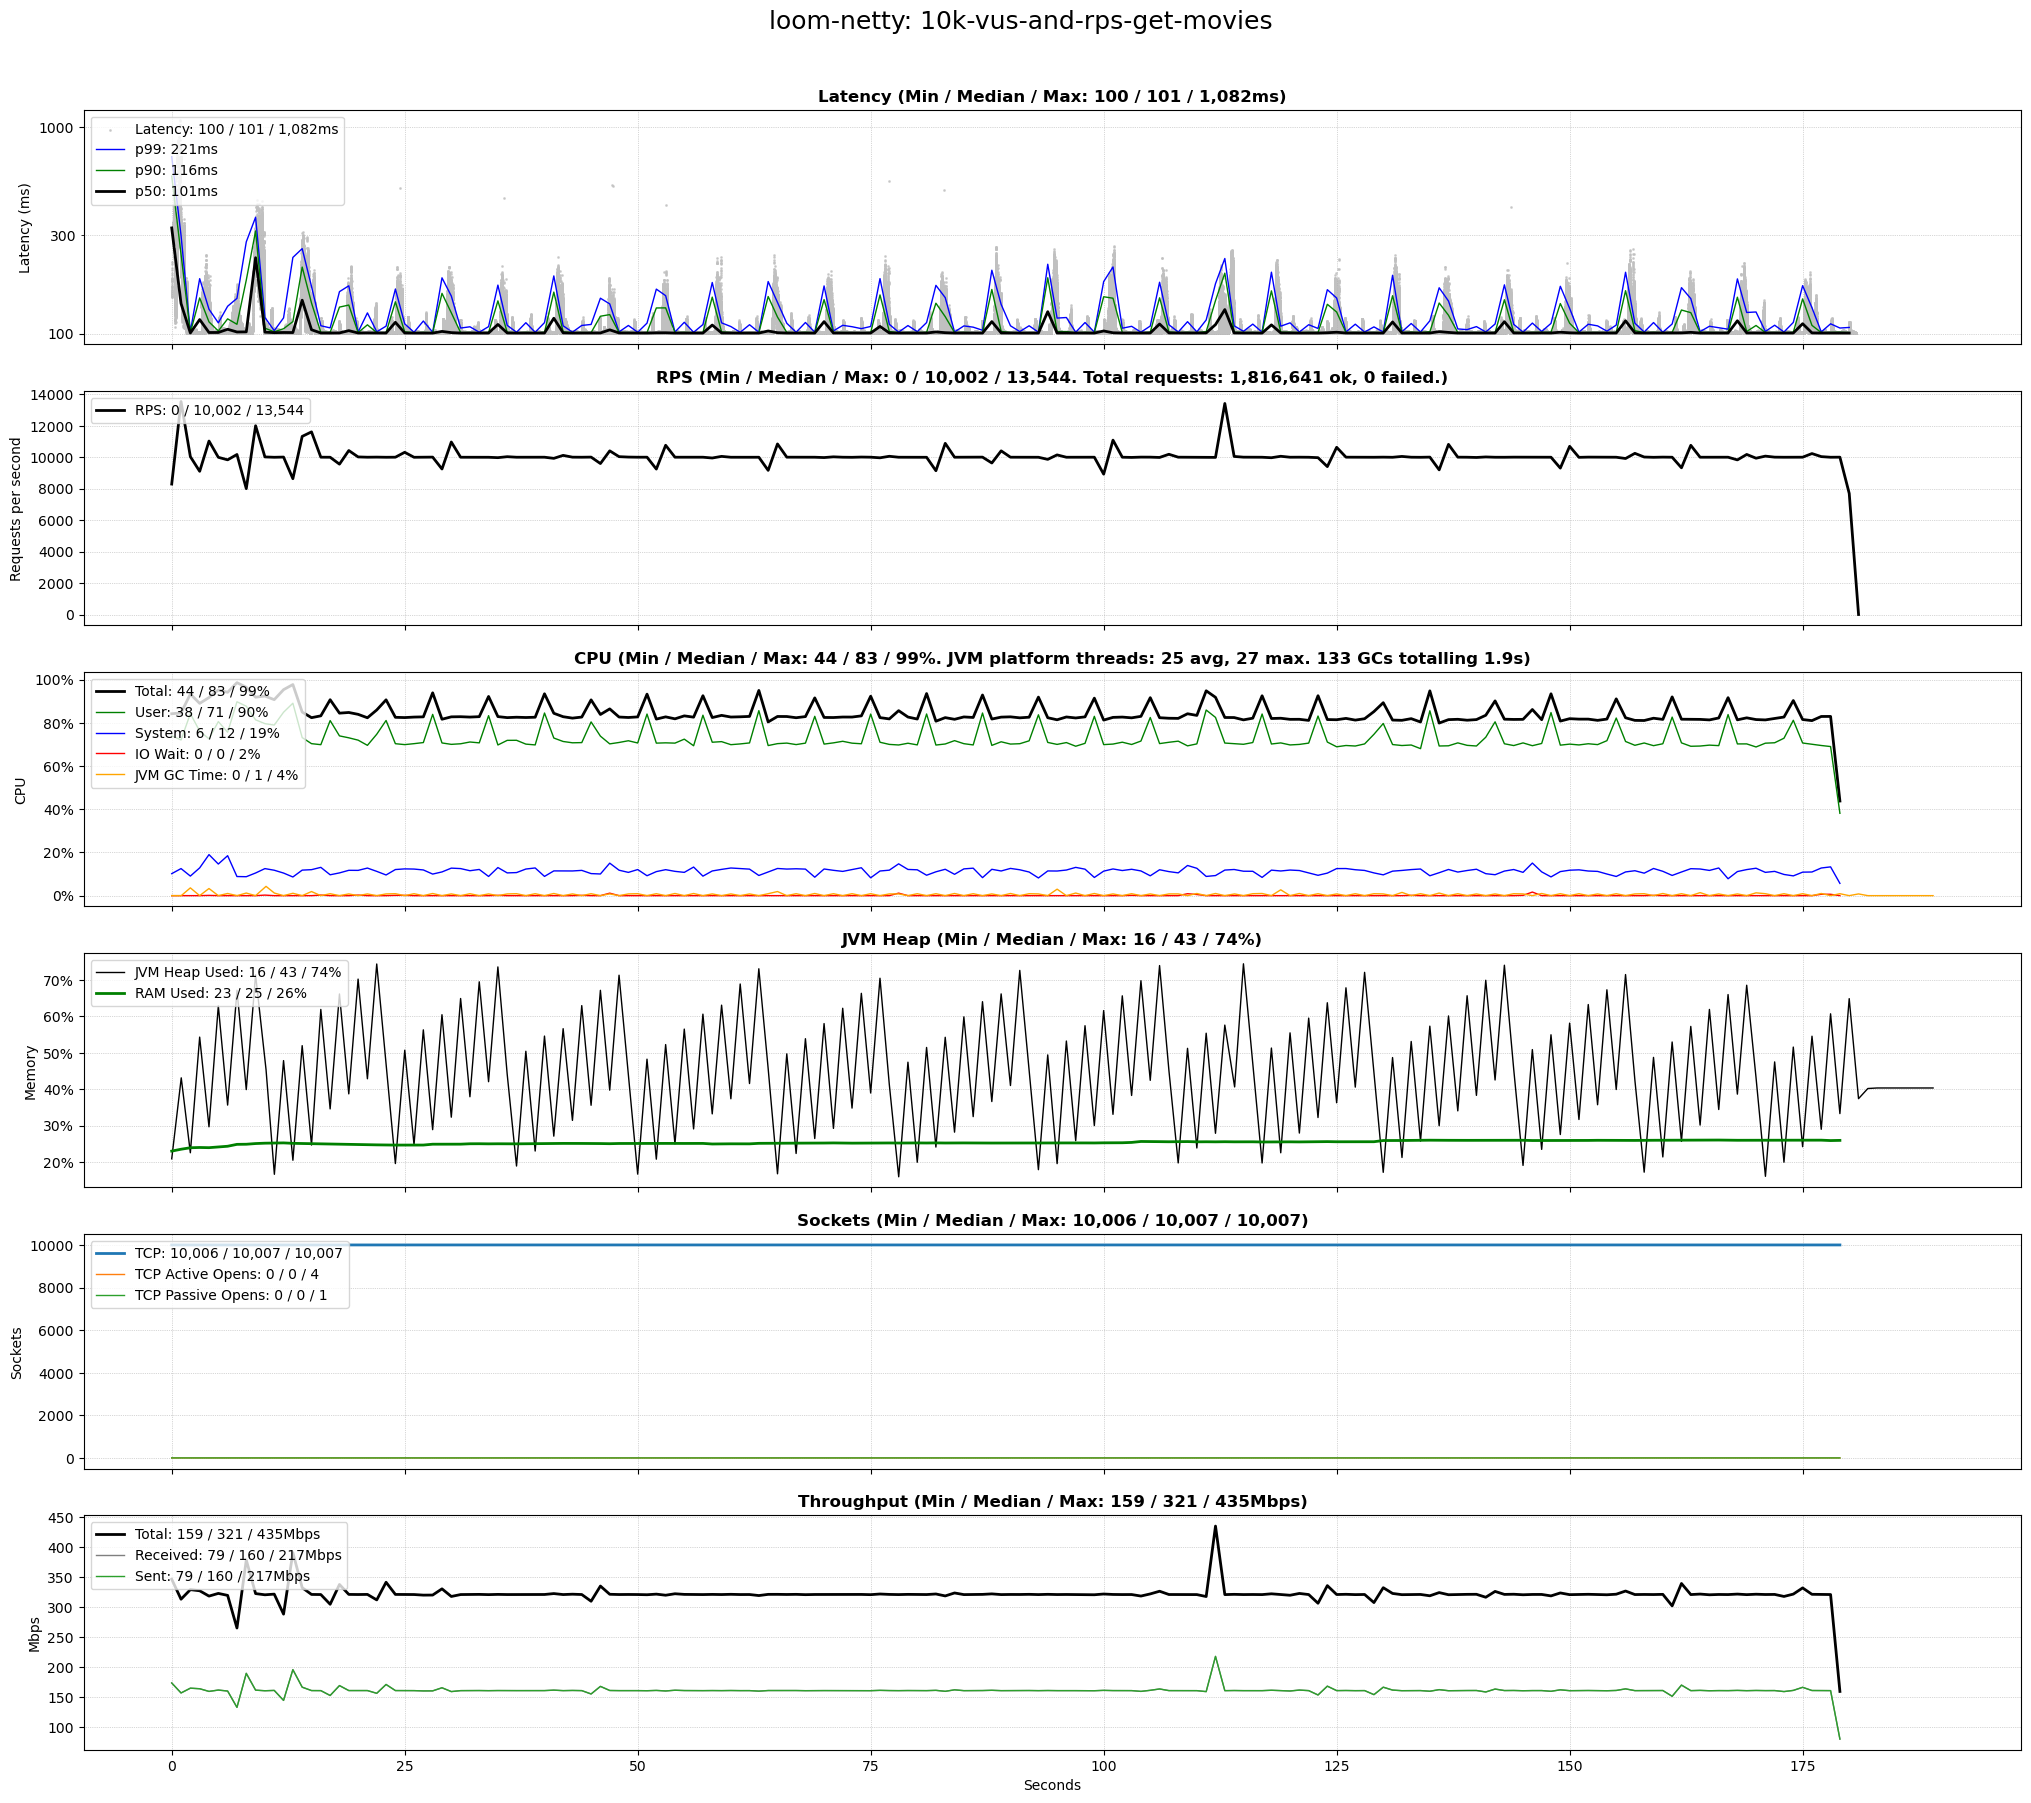 loom-netty: 10k-vus-and-rps-get-movies
Latency (Min / Median / Max: 100 / 101 / 1,082ms)
Latency: 100 / 101 / 1,082ms
p99: 221ms
p90: 116ms
p50: 101ms
1000
300
100
Latency (ms)
RPS (Min / Median / Max: 0 / 10,002 / 13,544. Total requests: 1,816,641 ok, 0 failed.)
RPS: 0 / 10,002 / 13,544
14000
12000
10000
8000
6000
4000
2000
0
Requests per second
CPU (Min / Median / Max: 44 / 83 / 99%. JVM platform threads: 25 avg, 27 max. 133 GCs totalling 1.9s)
Total: 44 / 83 / 99%
User: 38 / 71 / 90%
System: 6 / 12 / 19%
IO Wait: 0 / 0 / 2%
JVM GC Time: 0 / 1 / 4%
100%
80%
60%
40%
20%
0%
CPU
JVM Heap (Min / Median / Max: 16 / 43 / 74%)
JVM Heap Used: 16 / 43 / 74%
RAM Used: 23 / 25 / 26%
70%
60%
50%
40%
30%
20%
Memory
Sockets (Min / Median / Max: 10,006 / 10,007 / 10,007)
TCP: 10,006 / 10,007 / 10,007
TCP Active Opens: 0 / 0 / 4
TCP Passive Opens: 0 / 0 / 1
10000
8000
6000
4000
2000
0
Sockets
Throughput (Min / Median / Max: 159 / 321 / 435Mbps)
Total: 159 / 321 / 435Mbps
Received: 79 / 160 / 217Mbps
Sent: 79 / 160 / 217Mbps
450
400
350
300
250
200
150
100
Mbps
0 25 50 75 100 125 150 175
Seconds